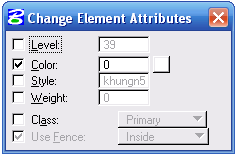 Change Element Attributes
Level: 39
Color: 0
Style: khungn5
Weight: 0
Class: Primary
Use Fence: Inside